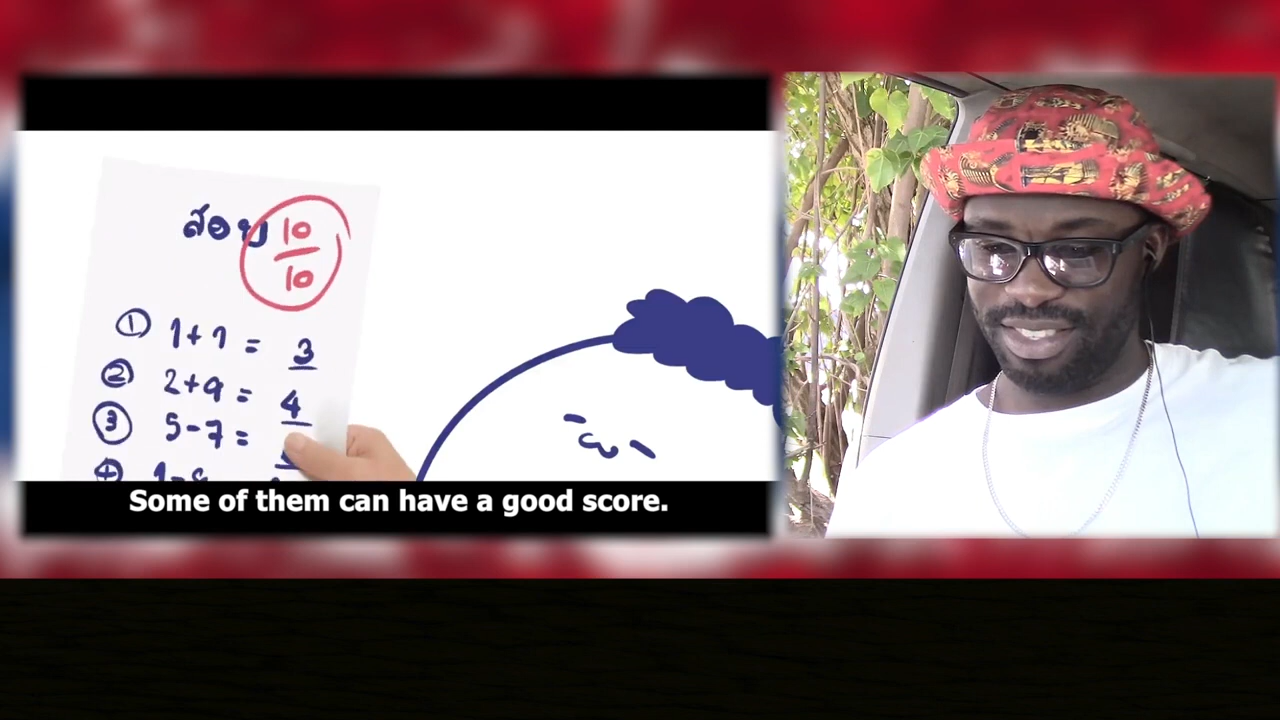 สอบ 10
10
① 1+1 = 3
② 2+9 = 4
③ 5-7 =
④
Some of them can have a good score.